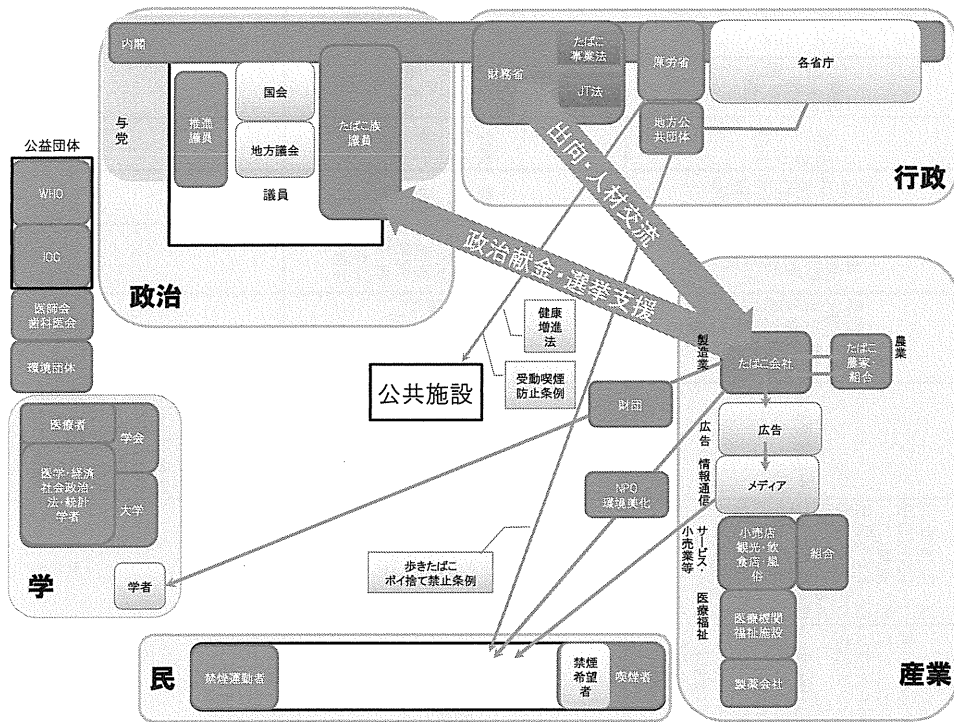 内閣
与党
推進
議員
国会
地方議会
議員
たばこ族
議員
政治
財務省
たばこ
事業法
JT法
厚労省
地方公
共団体
各省庁
行政
出向・人材交流
政治献金・選挙支援
公益団体
WHO
IOC
医師会
歯科医会
環境団体
健康
増進
法
受動喫煙
防止条例
公共施設
財団
NPO
環境美化
歩きたばこ
ポイ捨て禁止条例
医療者
学会
医学・経済
社会政治・
法・統計
学者
大学
学者
学
製造業
たばこ会社
たばこ
農家・
組合
農業
広告
広告
情報通信
メディア
サービス・
小売業等
小売店
観光・飲
食店・風
俗
組合
医療福祉
医療機関
福祉施設
製薬会社
産業
民
禁煙運動者
禁煙
希望
者
喫煙者